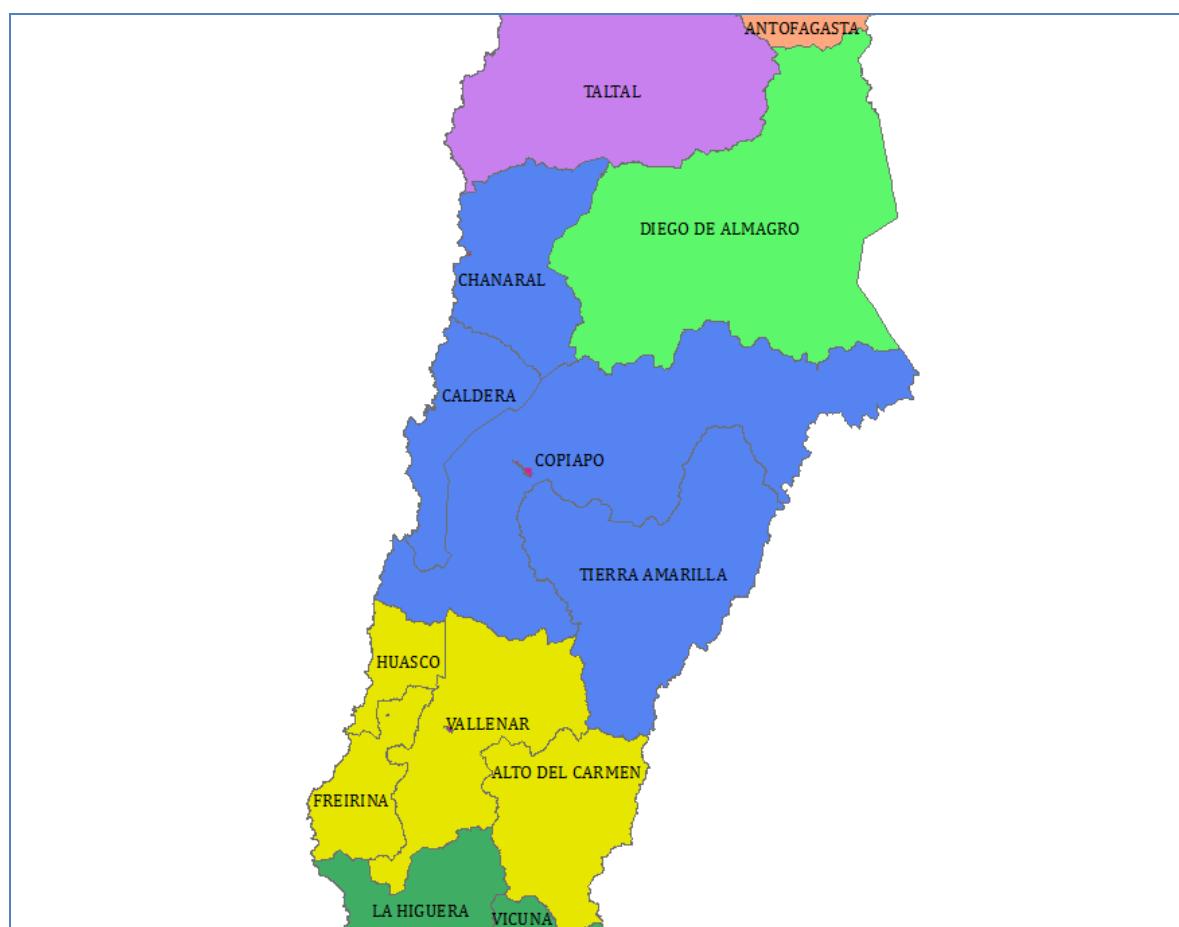 ANTOFAGASTA
TALTAL
DIEGO DE ALMAGRO
CHANARAL
CALDERA
COPIAPO
TIERRA AMARILLA
HUASCO
VALLENAR
ALTO DEL CARMEN
FREIRINA
LA HIGUERA
VICUNA